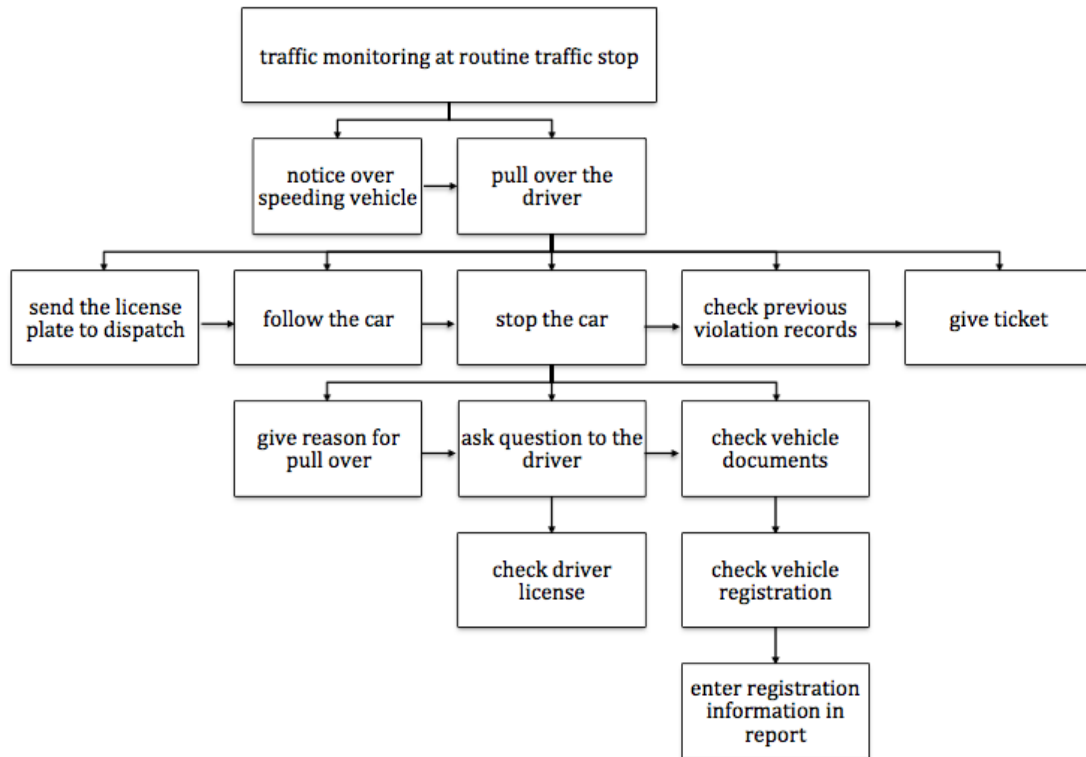 traffic monitoring at routine traffic stop
notice over
speeding vehicle
pull over the
driver
send the license
plate to dispatch
follow the car
stop the car
check previous
violation records
give ticket
give reason for
pull over
ask question to the
driver
check vehicle
documents
check driver
license
check vehicle
registration
enter registration
information in
report